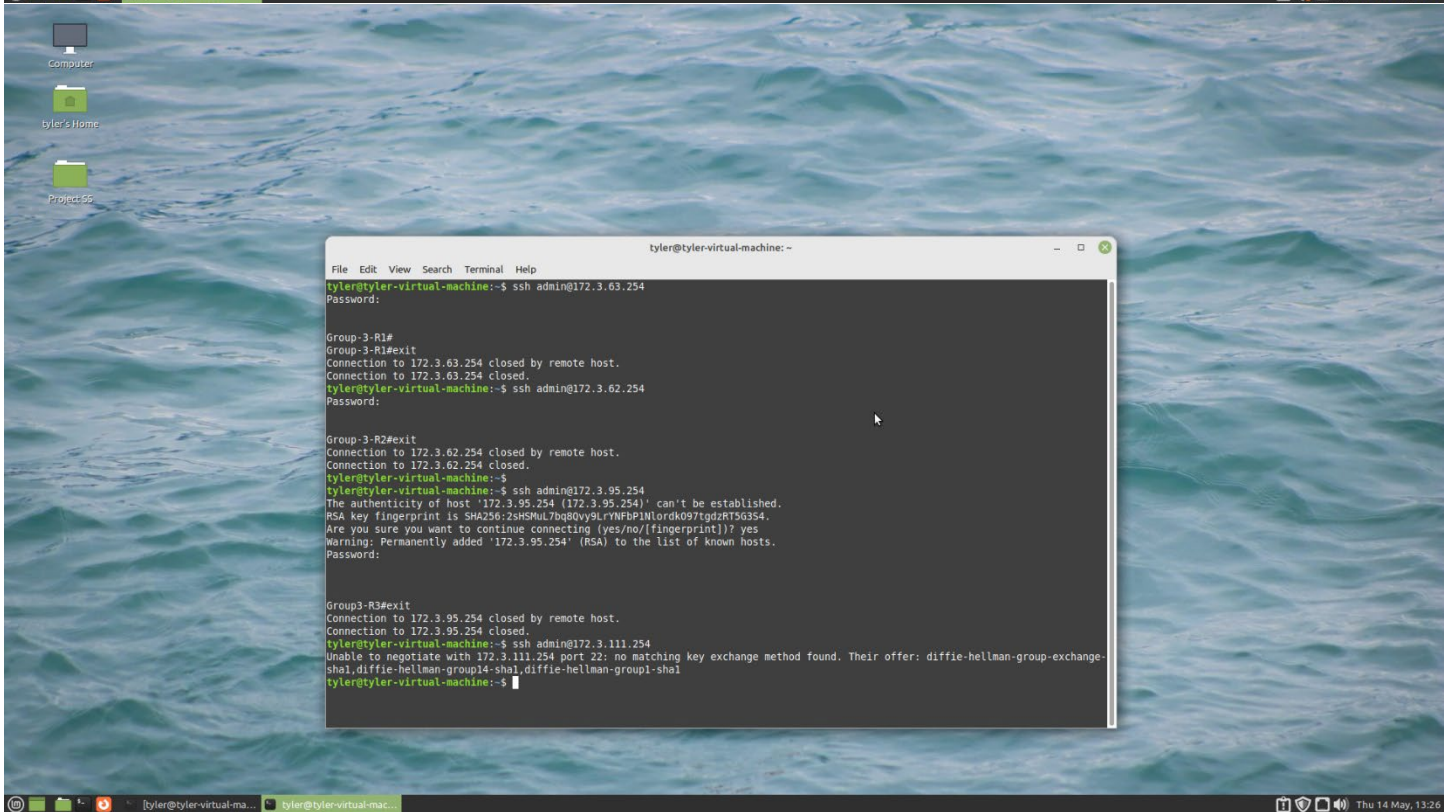 Computer
tyler's Home
Project S5
tyler@tyler-virtual-machine: ~
File Edit View Search Terminal Help
tyler@tyler-virtual-machine:~$ ssh admin@172.3.63.254
Password:
Group-3-R1#
Group-3-R1#exit
Connection to 172.3.63.254 closed by remote host.
Connection to 172.3.63.254 closed.
tyler@tyler-virtual-machine:~$ ssh admin@172.3.62.254
Password:
Group-3-R2#exit
Connection to 172.3.62.254 closed by remote host.
Connection to 172.3.62.254 closed.
tyler@tyler-virtual-machine:~$
tyler@tyler-virtual-machine:~$ ssh admin@172.3.95.254
The authenticity of host '172.3.95.254 (172.3.95.254)' can't be established.
RSA key fingerprint is SHA256:2sHSMuL7bq8Qvy9LrYNFbP1NlordkO97tgdzRT5G3S4.
Are you sure you want to continue connecting (yes/no/[fingerprint])? yes
Warning: Permanently added '172.3.95.254' (RSA) to the list of known hosts.
Password:
Group3-R3#exit
Connection to 172.3.95.254 closed by remote host.
Connection to 172.3.95.254 closed.
tyler@tyler-virtual-machine:~$ ssh admin@172.3.111.254
Unable to negotiate with 172.3.111.254 port 22: no matching key exchange method found. Their offer: diffie-hellman-group-exchange-
sha1,diffie-hellman-group14-sha1,diffie-hellman-group1-sha1
tyler@tyler-virtual-machine:~$
[tyler@tyler-virtual-ma... tyler@tyler-virtual-mac... Thu 14 May, 13:26